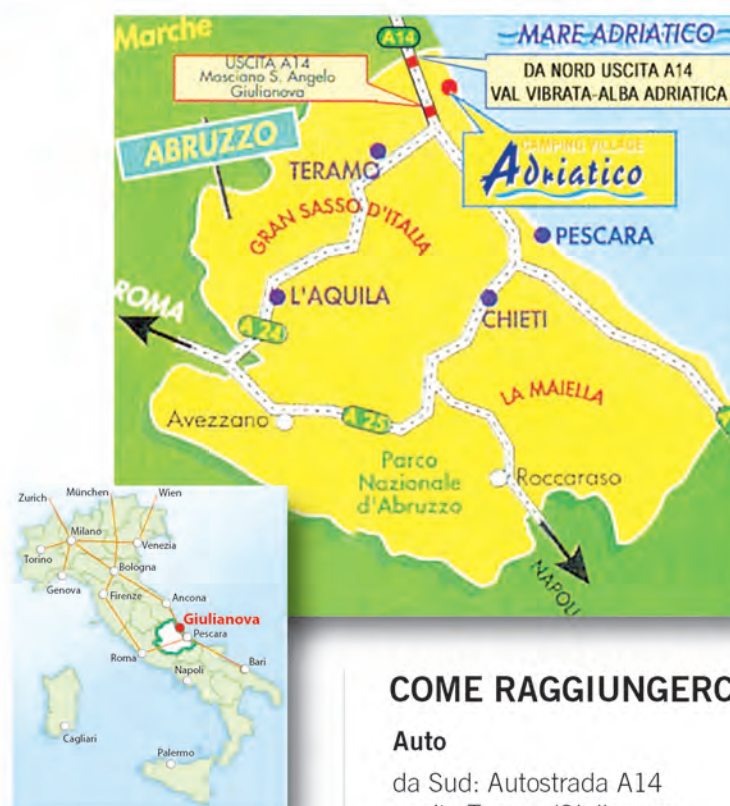 Marche
A14
MARE ADRIATICO
USCITA A14
Mosciano S. Angelo
Giulianova
DA NORD USCITA A14
VAL VIBRATA-ALBA ADRIATICA
ABRUZZO
CAMPING VILLAGE
Adriatico
TERAMO
GRAN SASSO D'ITALIA
PESCARA
L'AQUILA
ROMA
CHIETI
A 24
LA MAIELLA
Avezzano
A 25
Parco
Nazionale
d'Abruzzo
Roccaraso
NAPOLI
Zurich
München
Wien
Milano
Venezia
Torino
Bologna
Genova
Firenze
Ancona
Giulianova
Pescara
Roma
Napoli
Bari
Cagliari
Palermo
COME RAGGIUNGERC
Auto
da Sud: Autostrada A14